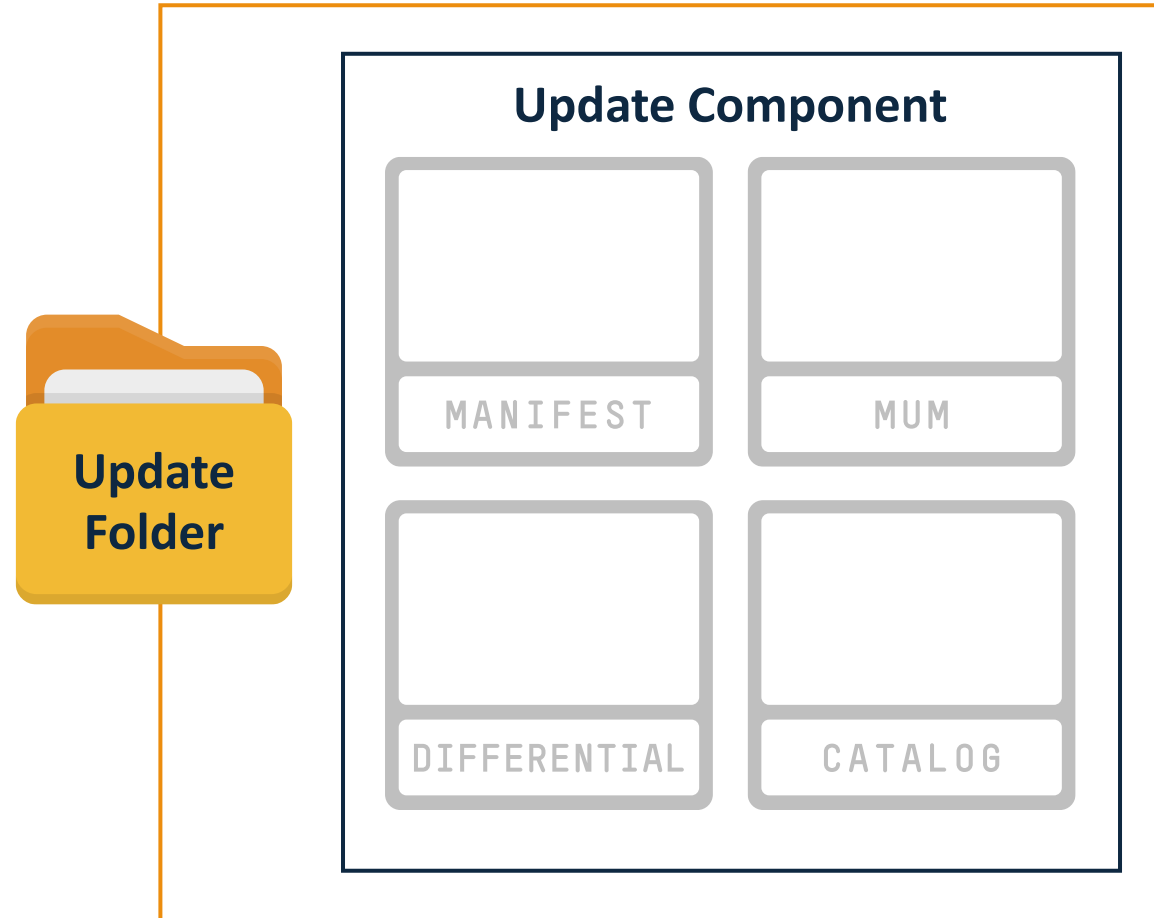 Update Component
MANIFEST
MUM
Update
Folder
DIFFERENTIAL
CATALOG